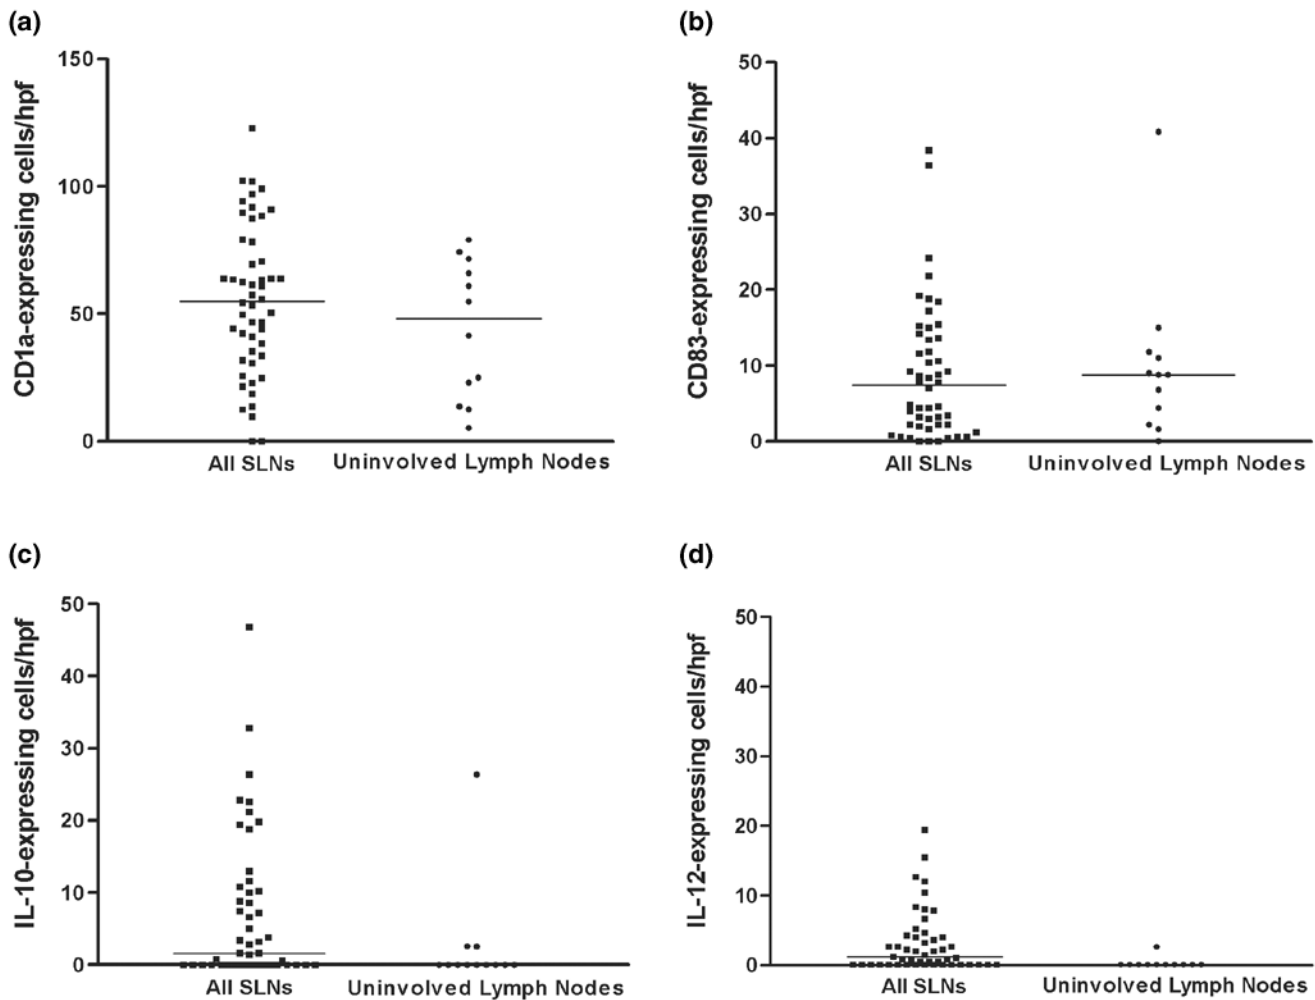 (a)
CD1a-expressing cells/hpf
150
100
50
0
All SLNs
Uninvolved Lymph Nodes
(b)
CD83-expressing cells/hpf
50
40
30
20
10
0
All SLNs
Uninvolved Lymph Nodes
(c)
IL-10-expressing cells/hpf
50
40
30
20
10
0
All SLNs
Uninvolved Lymph Nodes
(d)
IL-12-expressing cells/hpf
50
40
30
20
10
0
All SLNs
Uninvolved Lymph Nodes